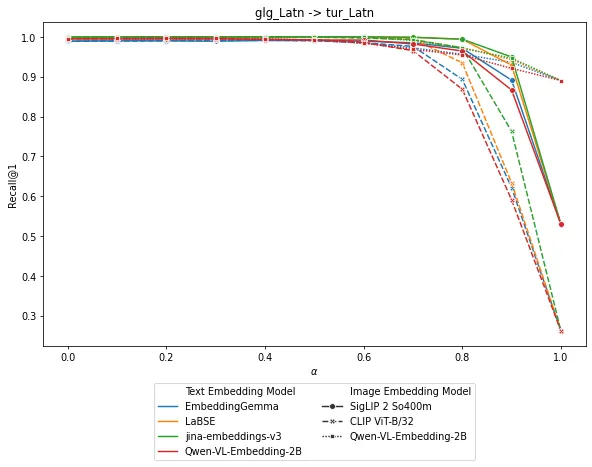 glg_Latn -> tur_Latn
Recall@1
1.0
0.9
0.8
0.7
0.6
0.5
0.4
0.3
0.0 0.2 0.4 0.6 0.8 1.0
α
Text Embedding Model Image Embedding Model
EmbeddingGemma SigLIP 2 So400m
LaBSE CLIP ViT-B/32
jina-embeddings-v3 Qwen-VL-Embedding-2B
Qwen-VL-Embedding-2B